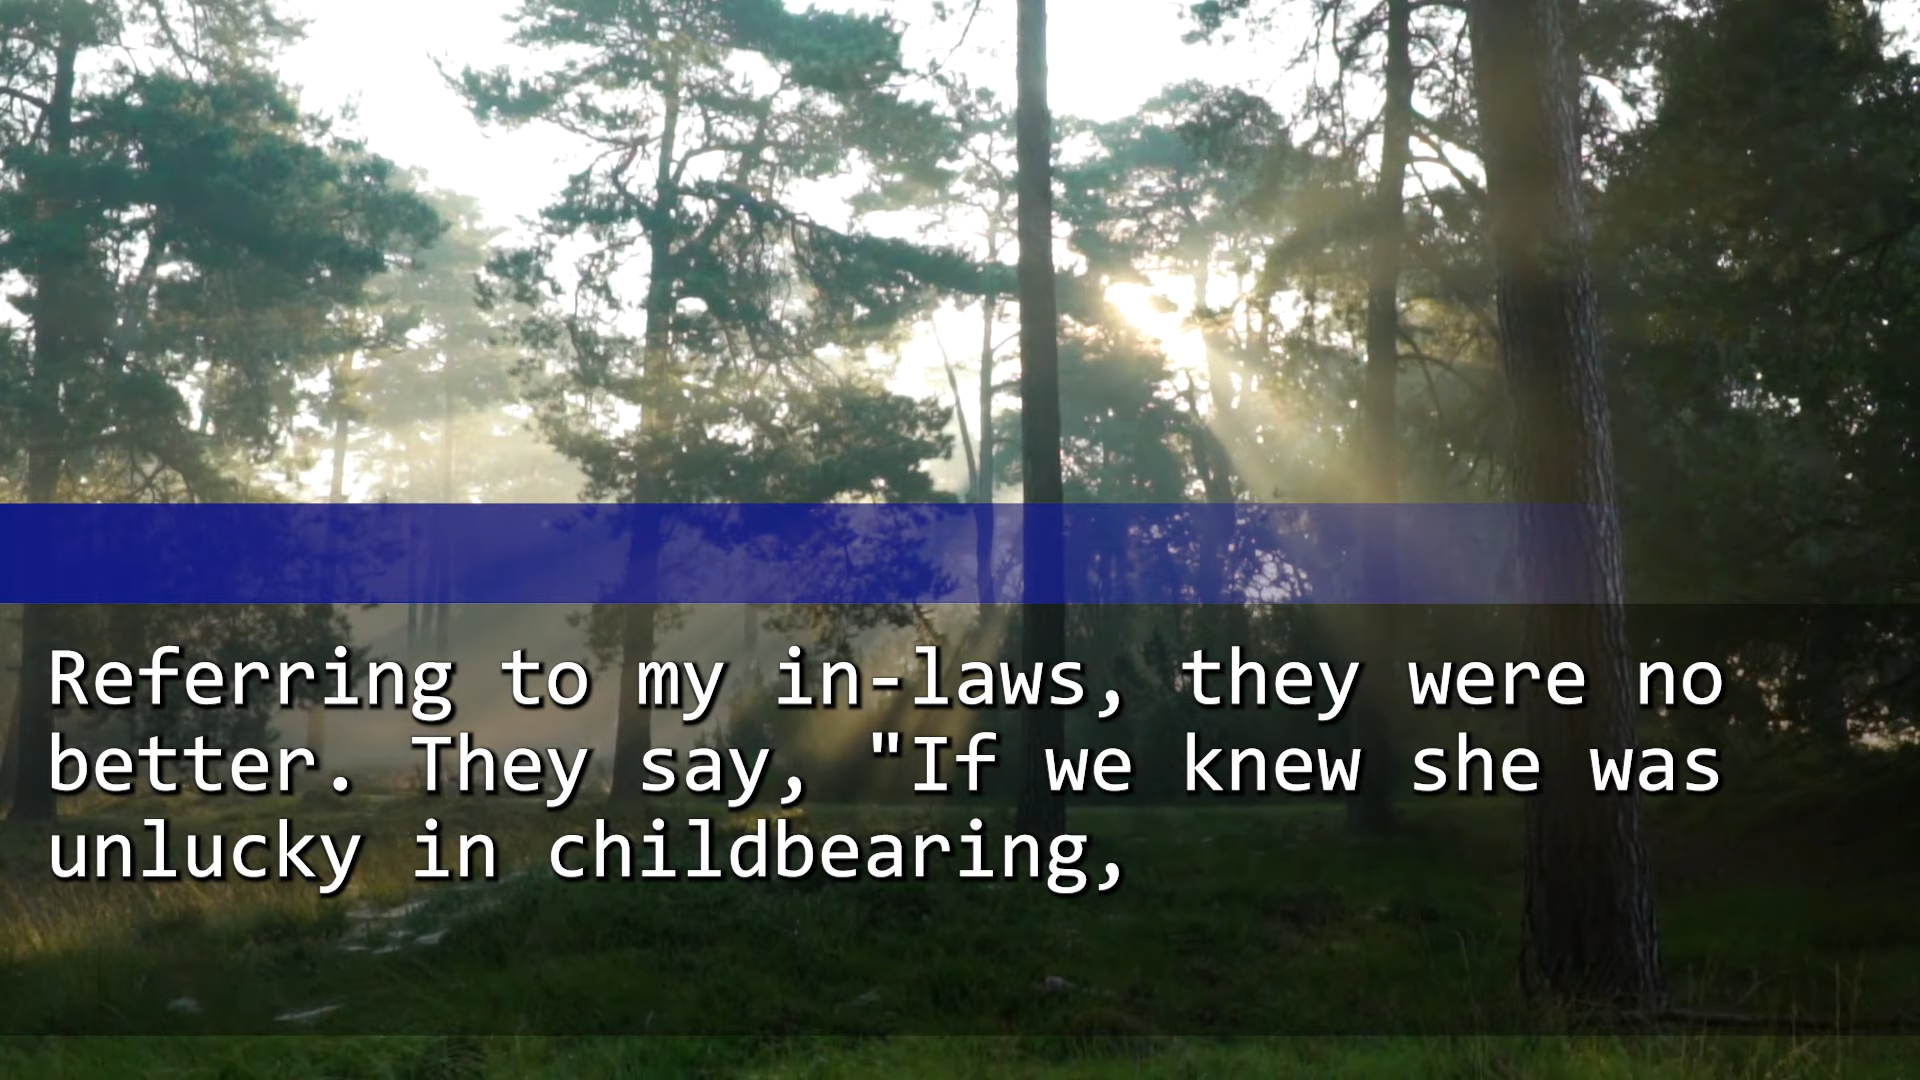 Referring to my in-laws, they were no
better. They say, "If we knew she was
unlucky in childbearing,